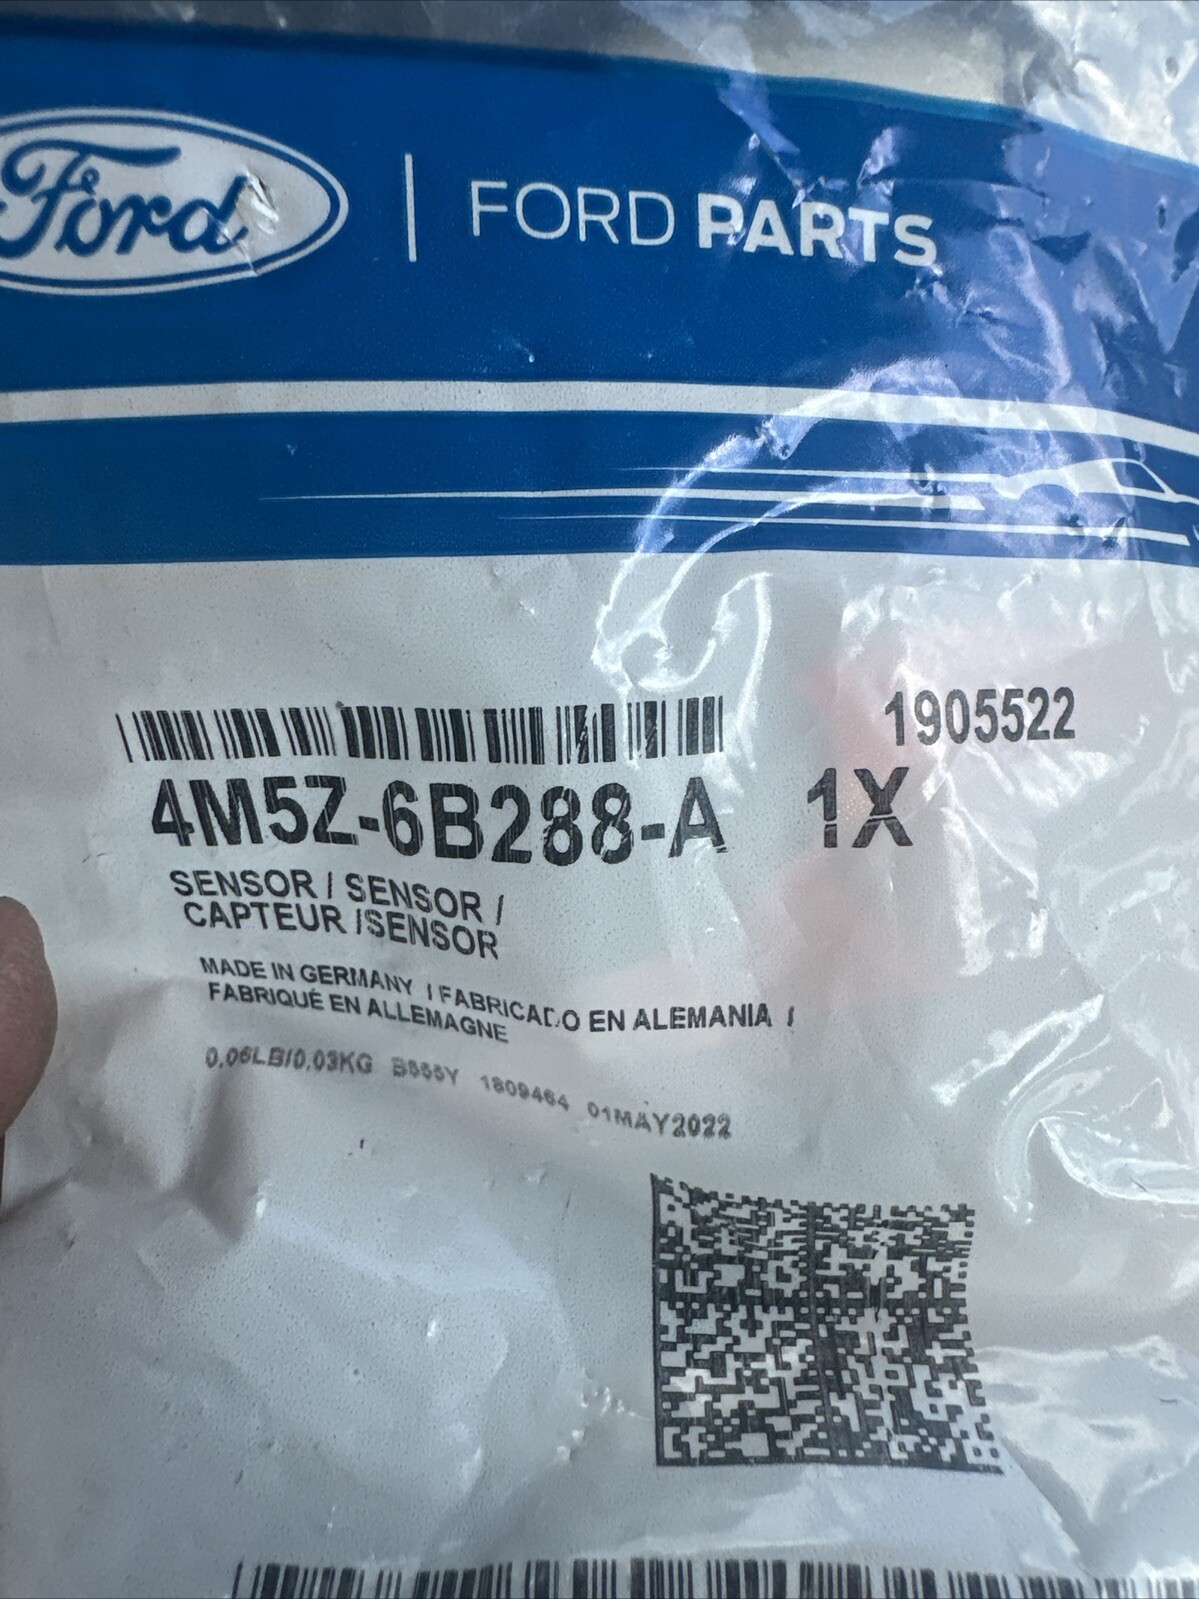 Ford
FORD PARTS
1905522
4M5Z-6B288-A 1X
SENSOR / SENSOR /
CAPTEUR /SENSOR
MADE IN GERMANY / FABRICADO EN ALEMANIA /
FABRIQUÉ EN ALLEMAGNE
0.06LB/0.03KG B555Y 1809464 01MAY2022